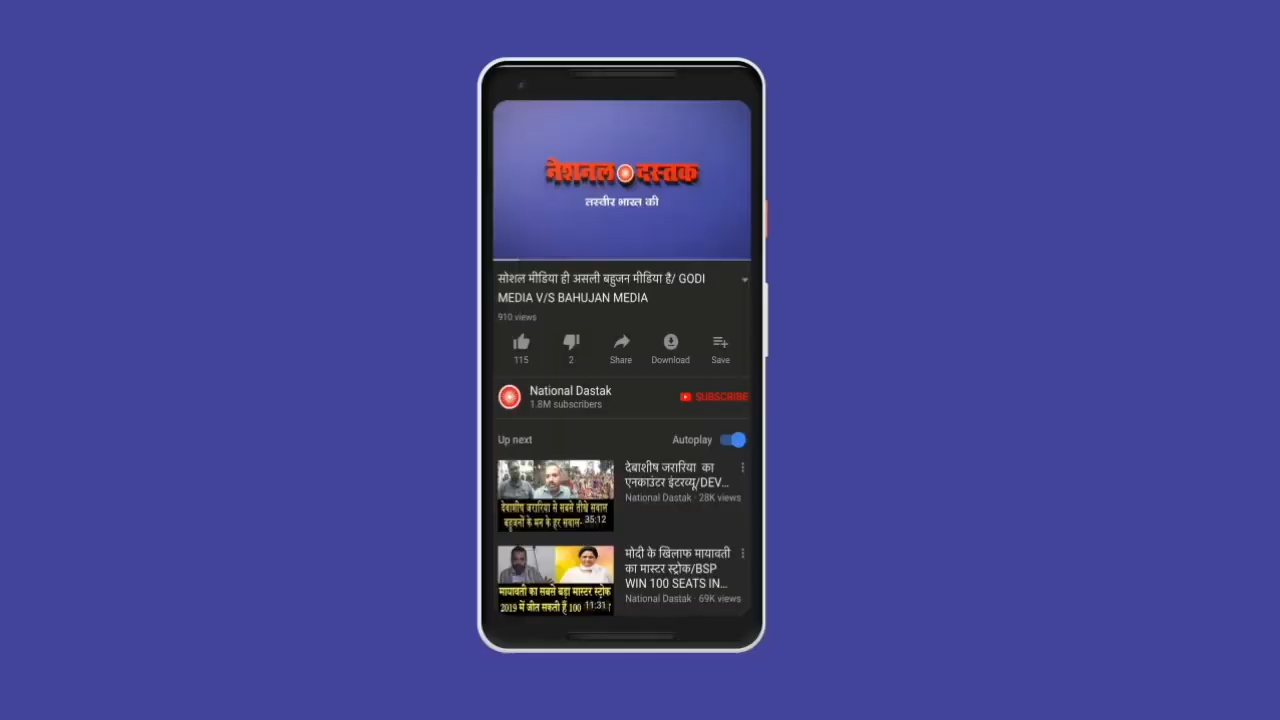 नेशनल दस्तक
तस्वीर भारत की
सोशल मीडिया ही असली बहुजन मीडिया है/ GODI
MEDIA V/S BAHUJAN MEDIA
910 views
115
2
Share
Download
Save
National Dastak
SUBSCRIBE
1.8M subscribers
Up next
Autoplay
देबाशीष जरारिया का
एनकाउंटर इंटरव्यू/DEV...
National Dastak · 28K views
देबाशीष जरारिया से सबसे तीखे सवाल
बहुजनों के मन के हर सवाल-
35:12
मोदी के खिलाफ मायावती
का मास्टर स्ट्रोक/BSP
WIN 100 SEATS IN...
National Dastak · 69K views
मायावती का सबसे बड़ा मास्टर स्ट्रोक
2019 में जीत सकती हैं 100
11:31